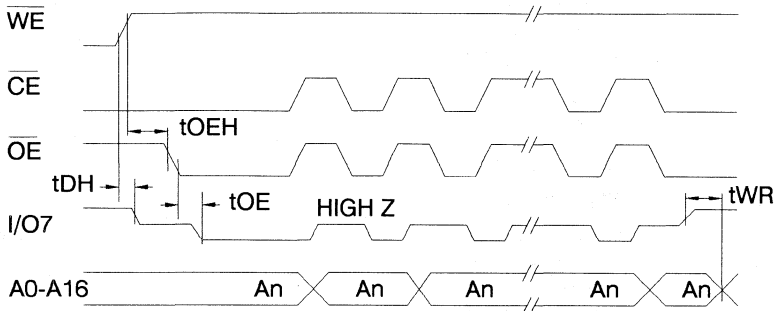 WE
CE
tOEH
OE
tDH
tOE
HIGH Z
tWR
I/O7
A0-A16 An An An An An